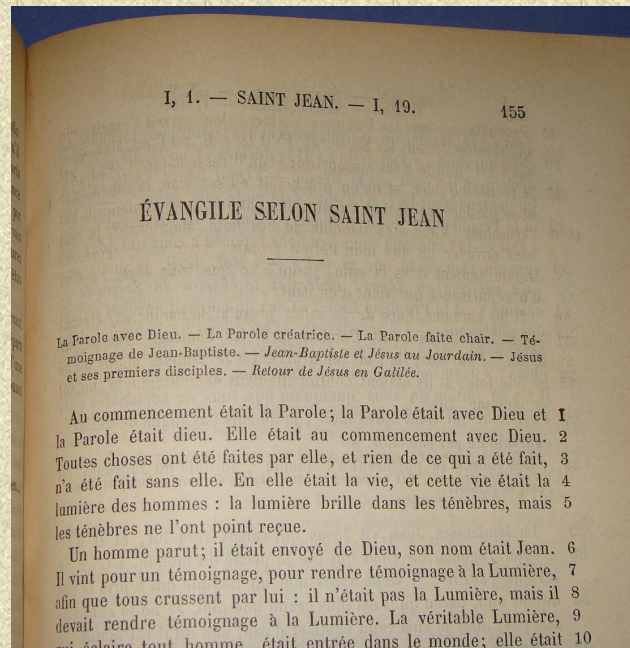 I, 1. — SAINT JEAN. — I, 19. 155
ÉVANGILE SELON SAINT JEAN
La Parole avec Dieu. — La Parole créatrice. — La Parole faite chair. — Té-
moignage de Jean-Baptiste. — Jean-Baptiste et Jésus au Jourdain. — Jésus
et ses premiers disciples. — Retour de Jésus en Galilée.
Au commencement était la Parole; la Parole était avec Dieu et I
la Parole était dieu. Elle était au commencement avec Dieu. 2
Toutes choses ont été faites par elle, et rien de ce qui a été fait, 3
n'a été fait sans elle. En elle était la vie, et cette vie était la 4
lumière des hommes : la lumière brille dans les ténèbres, mais 5
les ténèbres ne l'ont point reçue.
Un homme parut; il était envoyé de Dieu, son nom était Jean. 6
Il vint pour un témoignage, pour rendre témoignage à la Lumière, 7
afin que tous crussent par lui : il n'était pas la Lumière, mais il 8
devait rendre témoignage à la Lumière. La véritable Lumière, 9
qui éclaire tout homme, était entrée dans le monde; elle était 10